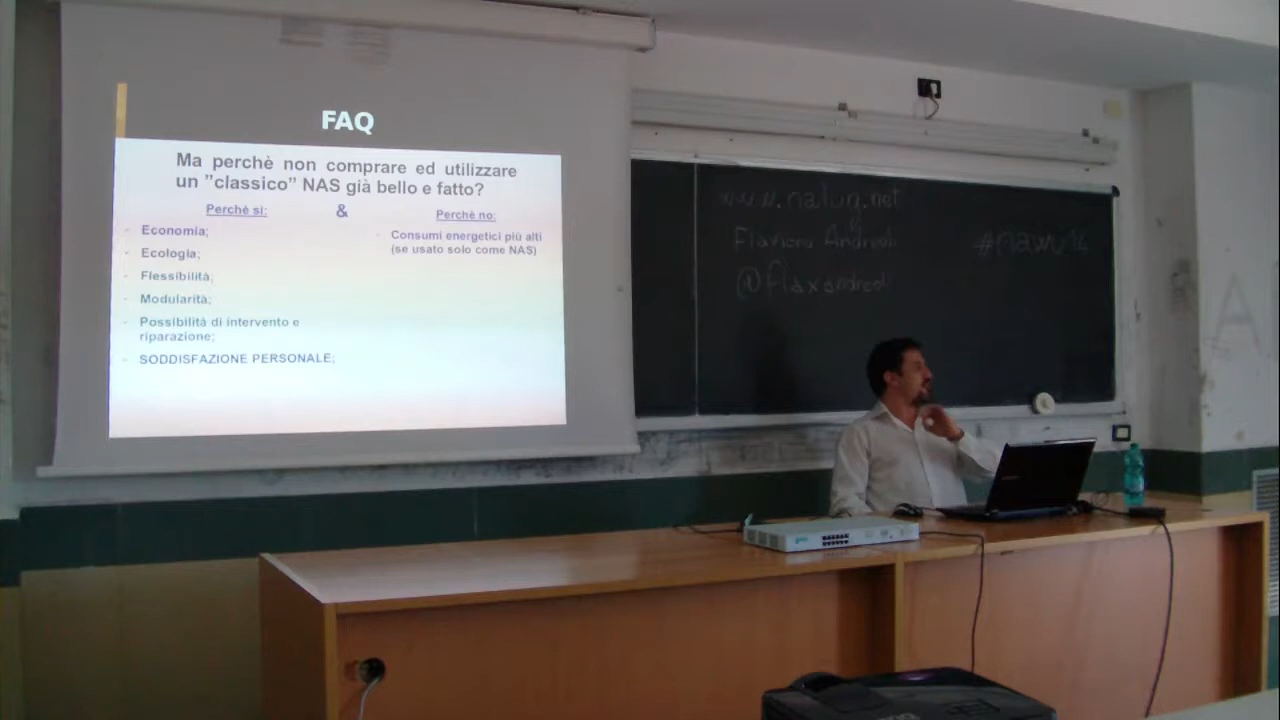 FAQ
Ma perchè non comprare ed utilizzare
un ”classico” NAS già bello e fatto?
Perchè si:
&
Perchè no:
- Economia;
- Ecologia;
- Flessibilità;
- Modularità;
- Possibilità di intervento e
riparazione;
- SODDISFAZIONE PERSONALE;
- Consumi energetici più alti
(se usato solo come NAS)
www.nalug.net
Flaviano Andreoli
@flaxandreoli